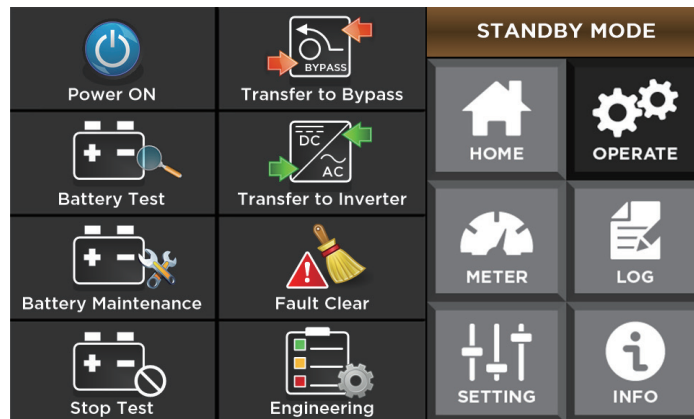 STANDBY MODE
Power ON
BYPASS
Transfer to Bypass
HOME
OPERATE
Battery Test
DC
AC
Transfer to Inverter
METER
LOG
Battery Maintenance
Fault Clear
SETTING
INFO
Stop Test
Engineering